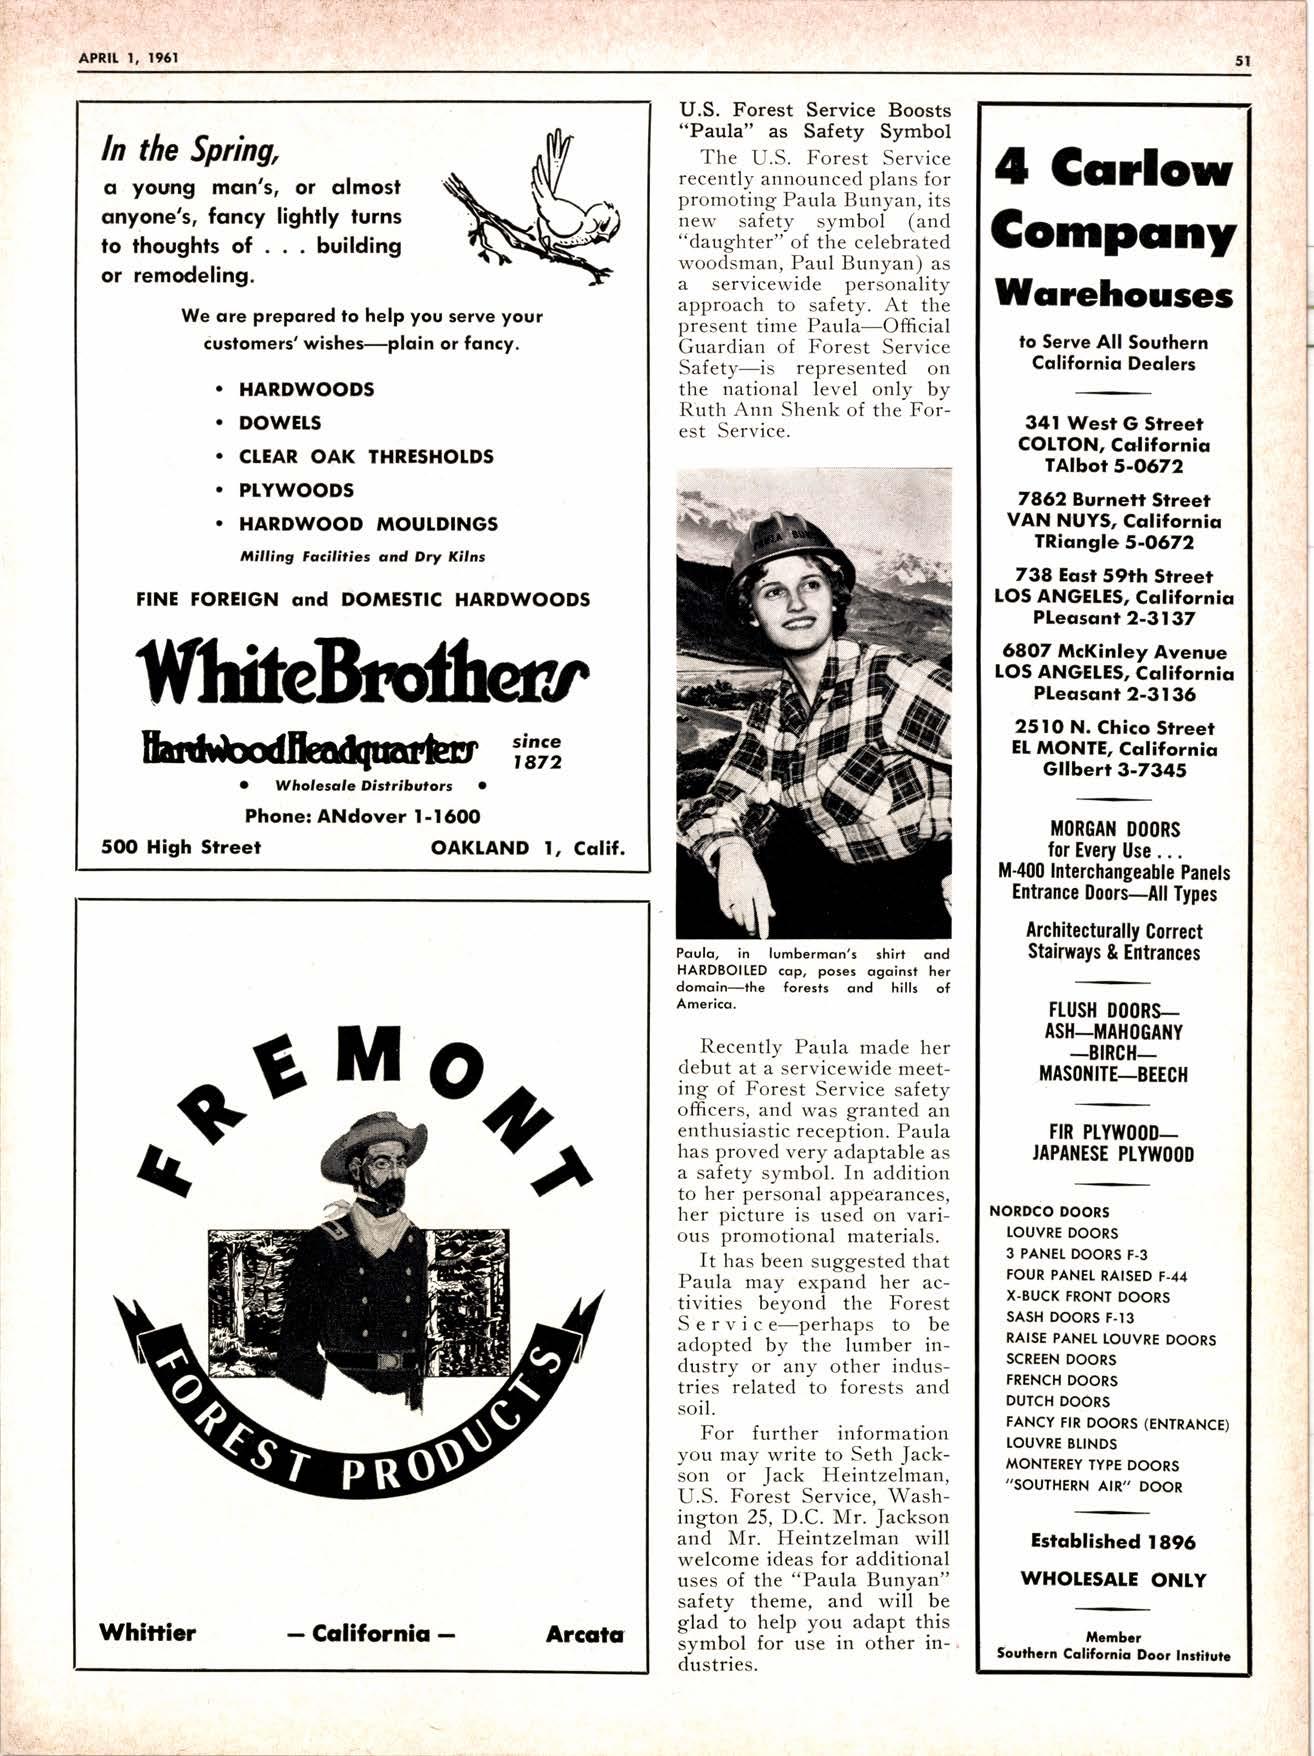 APRIL 1, 1961
51
In the Spring,
a young man's, or almost
anyone's, fancy lightly turns
to thoughts of . . . building
or remodeling.
We are prepared to help you serve your
customers' wishes—plain or fancy.
• HARDWOODS
• DOWELS
• CLEAR OAK THRESHOLDS
• PLYWOODS
• HARDWOOD MOULDINGS
Milling Facilities and Dry Kilns
FINE FOREIGN and DOMESTIC HARDWOODS
WhiteBrothers
HardwoodHeadquarters
since
1872
• Wholesale Distributors •
Phone: ANdover 1-1600
500 High Street OAKLAND 1, Calif.
FREMONT
FOREST PRODUCTS
Whittier — California — Arcata
U.S. Forest Service Boosts
“Paula” as Safety Symbol
The U.S. Forest Service
recently announced plans for
promoting Paula Bunyan, its
new safety symbol (and
“daughter” of the celebrated
woodsman, Paul Bunyan) as
a servicewide personality
approach to safety. At the
present time Paula—Official
Guardian of Forest Service
Safety—is represented on
the national level only by
Ruth Ann Shenk of the For-
est Service.
PAULA BUN
Paula, in lumberman's shirt and
HARDBOILED cap, poses against her
domain—the forests and hills of
America.
Recently Paula made her
debut at a servicewide meet-
ing of Forest Service safety
officers, and was granted an
enthusiastic reception. Paula
has proved very adaptable as
a safety symbol. In addition
to her personal appearances,
her picture is used on vari-
ous promotional materials.
It has been suggested that
Paula may expand her ac-
tivities beyond the Forest
Service—perhaps to be
adopted by the lumber in-
dustry or any other indus-
tries related to forests and
soil.
For further information
you may write to Seth Jack-
son or Jack Heintzelman,
U.S. Forest Service, Wash-
ington 25, D.C. Mr. Jackson
and Mr. Heintzelman will
welcome ideas for additional
uses of the “Paula Bunyan”
safety theme, and will be
glad to help you adapt this
symbol for use in other in-
dustries.
4 Carlow
Company
Warehouses
to Serve All Southern
California Dealers
341 West G Street
COLTON, California
TAlbot 5-0672
7862 Burnett Street
VAN NUYS, California
TRiangle 5-0672
738 East 59th Street
LOS ANGELES, California
PLeasant 2-3137
6807 McKinley Avenue
LOS ANGELES, California
PLeasant 2-3136
2510 N. Chico Street
EL MONTE, California
GIlbert 3-7345
MORGAN DOORS
for Every Use . . .
M-400 Interchangeable Panels
Entrance Doors—All Types
Architecturally Correct
Stairways & Entrances
FLUSH DOORS—
ASH—MAHOGANY
—BIRCH—
MASONITE—BEECH
FIR PLYWOOD—
JAPANESE PLYWOOD
NORDCO DOORS
LOUVRE DOORS
3 PANEL DOORS F-3
FOUR PANEL RAISED F-44
X-BUCK FRONT DOORS
SASH DOORS F-13
RAISE PANEL LOUVRE DOORS
SCREEN DOORS
FRENCH DOORS
DUTCH DOORS
FANCY FIR DOORS (ENTRANCE)
LOUVRE BLINDS
MONTEREY TYPE DOORS
"SOUTHERN AIR" DOOR
Established 1896
WHOLESALE ONLY
Member
Southern California Door Institute